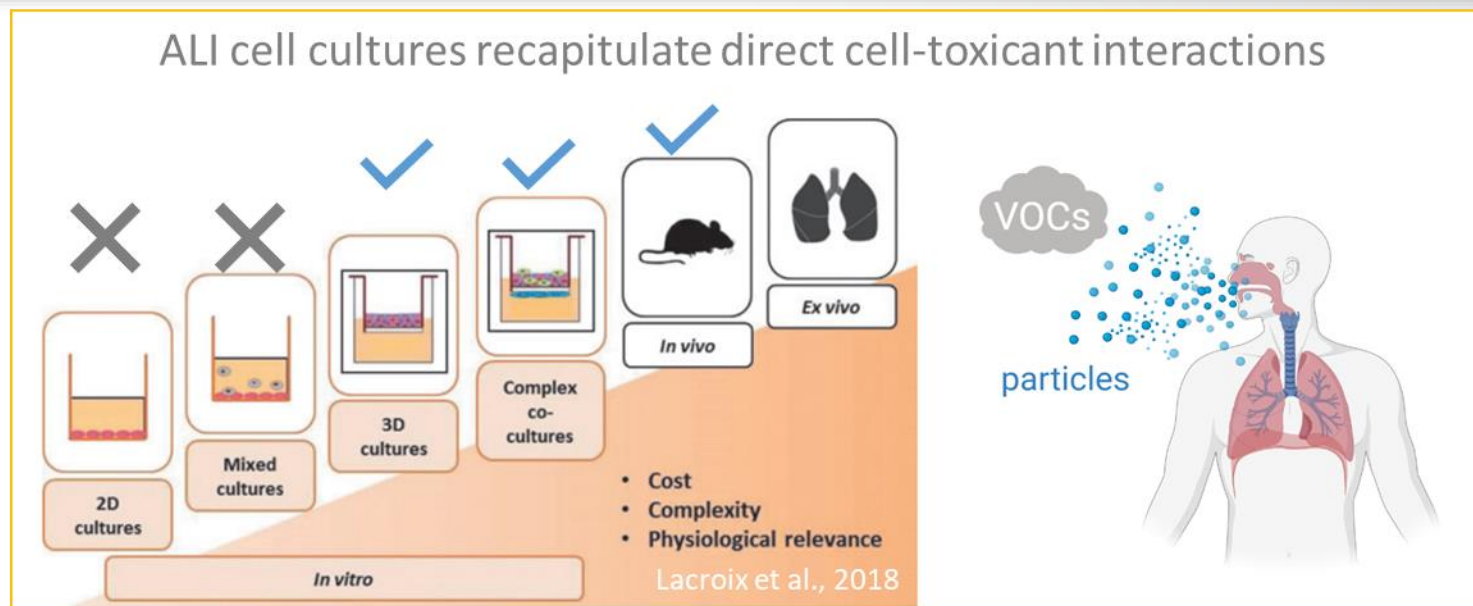 ALI cell cultures recapitulate direct cell-toxicant interactions
2D
cultures
Mixed
cultures
3D
cultures
Complex
co-
cultures
In vivo
Ex vivo
• Cost
• Complexity
• Physiological relevance
In vitro
Lacroix et al., 2018
VOCs
particles